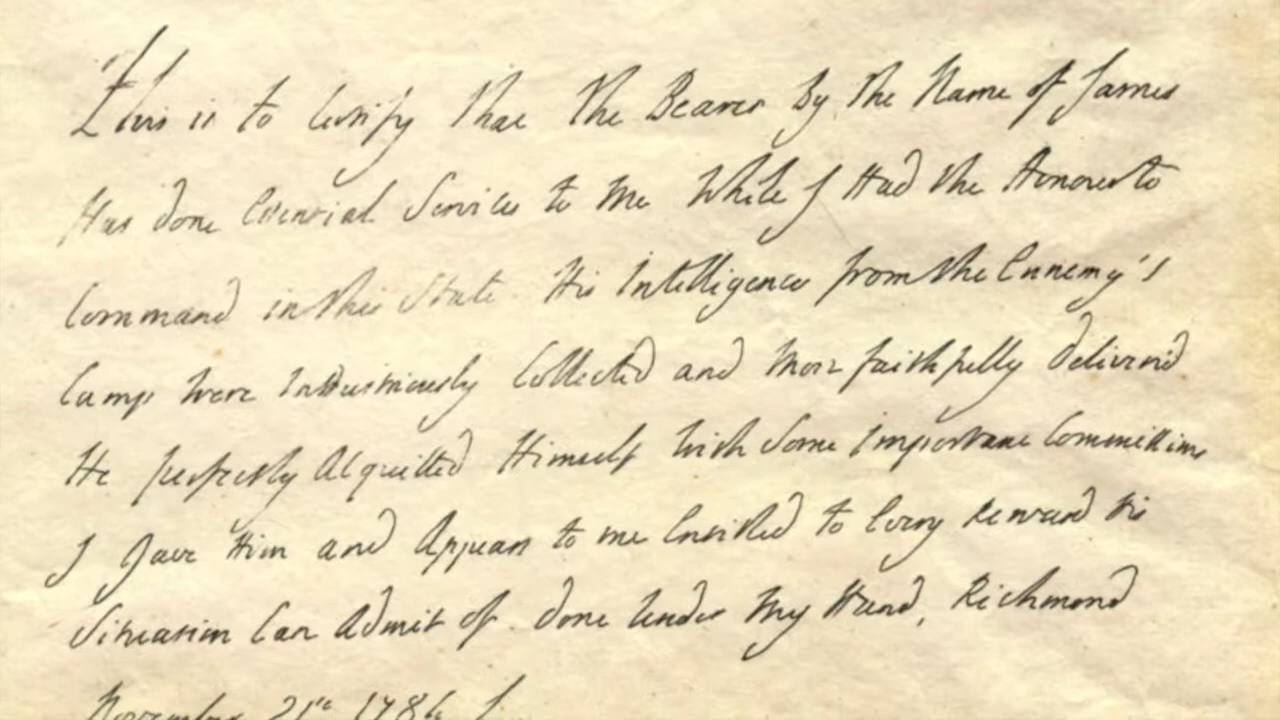 This is to Certify that the Bearer By the Name of James
Has done Essential Services to me While I Had the Honour to
Command in this State. His Intelligences from the Ennemy's
Camp were Industriously Collected and More faithfully delivered
He perfectly Acquitted Himself with Some important Commissions
I Gave Him and Appears to me Entitled to Every Reward his
Situation Can Admit of. Done Under My Hand, Richmond
November 21st 1784